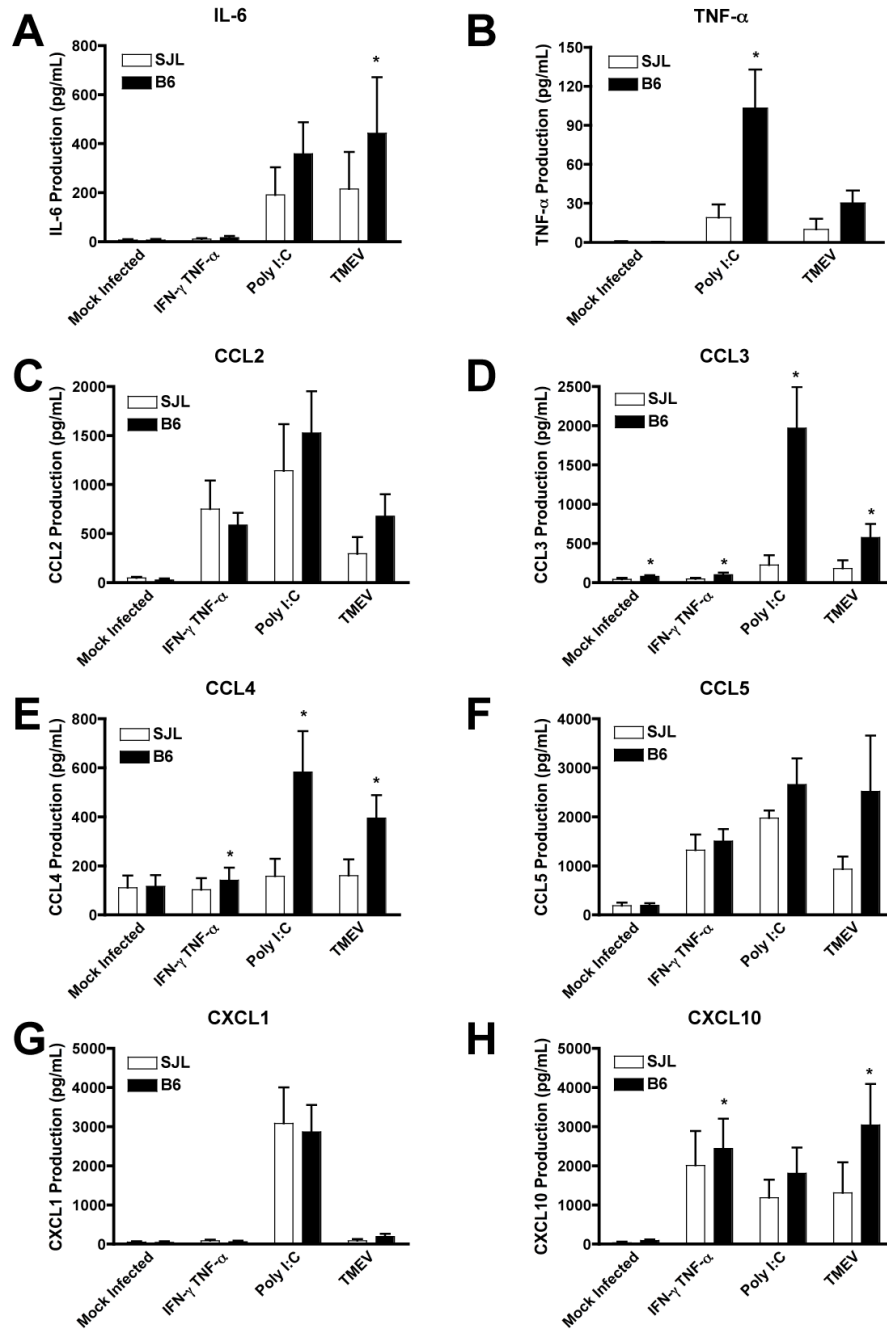 A
IL-6
IL-6 Production (pg/mL)
800
600
400
200
0
SJL
B6
*
Mock Infected
IFN-γ TNF-α
Poly I:C
TMEV
B
TNF-α
TNF-α Production (pg/mL)
150
120
90
60
30
0
SJL
B6
*
Mock Infected
Poly I:C
TMEV
C
CCL2
CCL2 Production (pg/mL)
2000
1500
1000
500
0
SJL
B6
Mock Infected
IFN-γ TNF-α
Poly I:C
TMEV
D
CCL3
CCL3 Production (pg/mL)
2500
2000
1500
1000
500
0
SJL
B6
*
*
*
*
Mock Infected
IFN-γ TNF-α
Poly I:C
TMEV
E
CCL4
CCL4 Production (pg/mL)
800
600
400
200
0
SJL
B6
*
*
*
Mock Infected
IFN-γ TNF-α
Poly I:C
TMEV
F
CCL5
CCL5 Production (pg/mL)
4000
3000
2000
1000
0
SJL
B6
Mock Infected
IFN-γ TNF-α
Poly I:C
TMEV
G
CXCL1
CXCL1 Production (pg/mL)
5000
4000
3000
2000
1000
0
SJL
B6
Mock Infected
IFN-γ TNF-α
Poly I:C
TMEV
H
CXCL10
CXCL10 Production (pg/mL)
5000
4000
3000
2000
1000
0
SJL
B6
*
*
Mock Infected
IFN-γ TNF-α
Poly I:C
TMEV